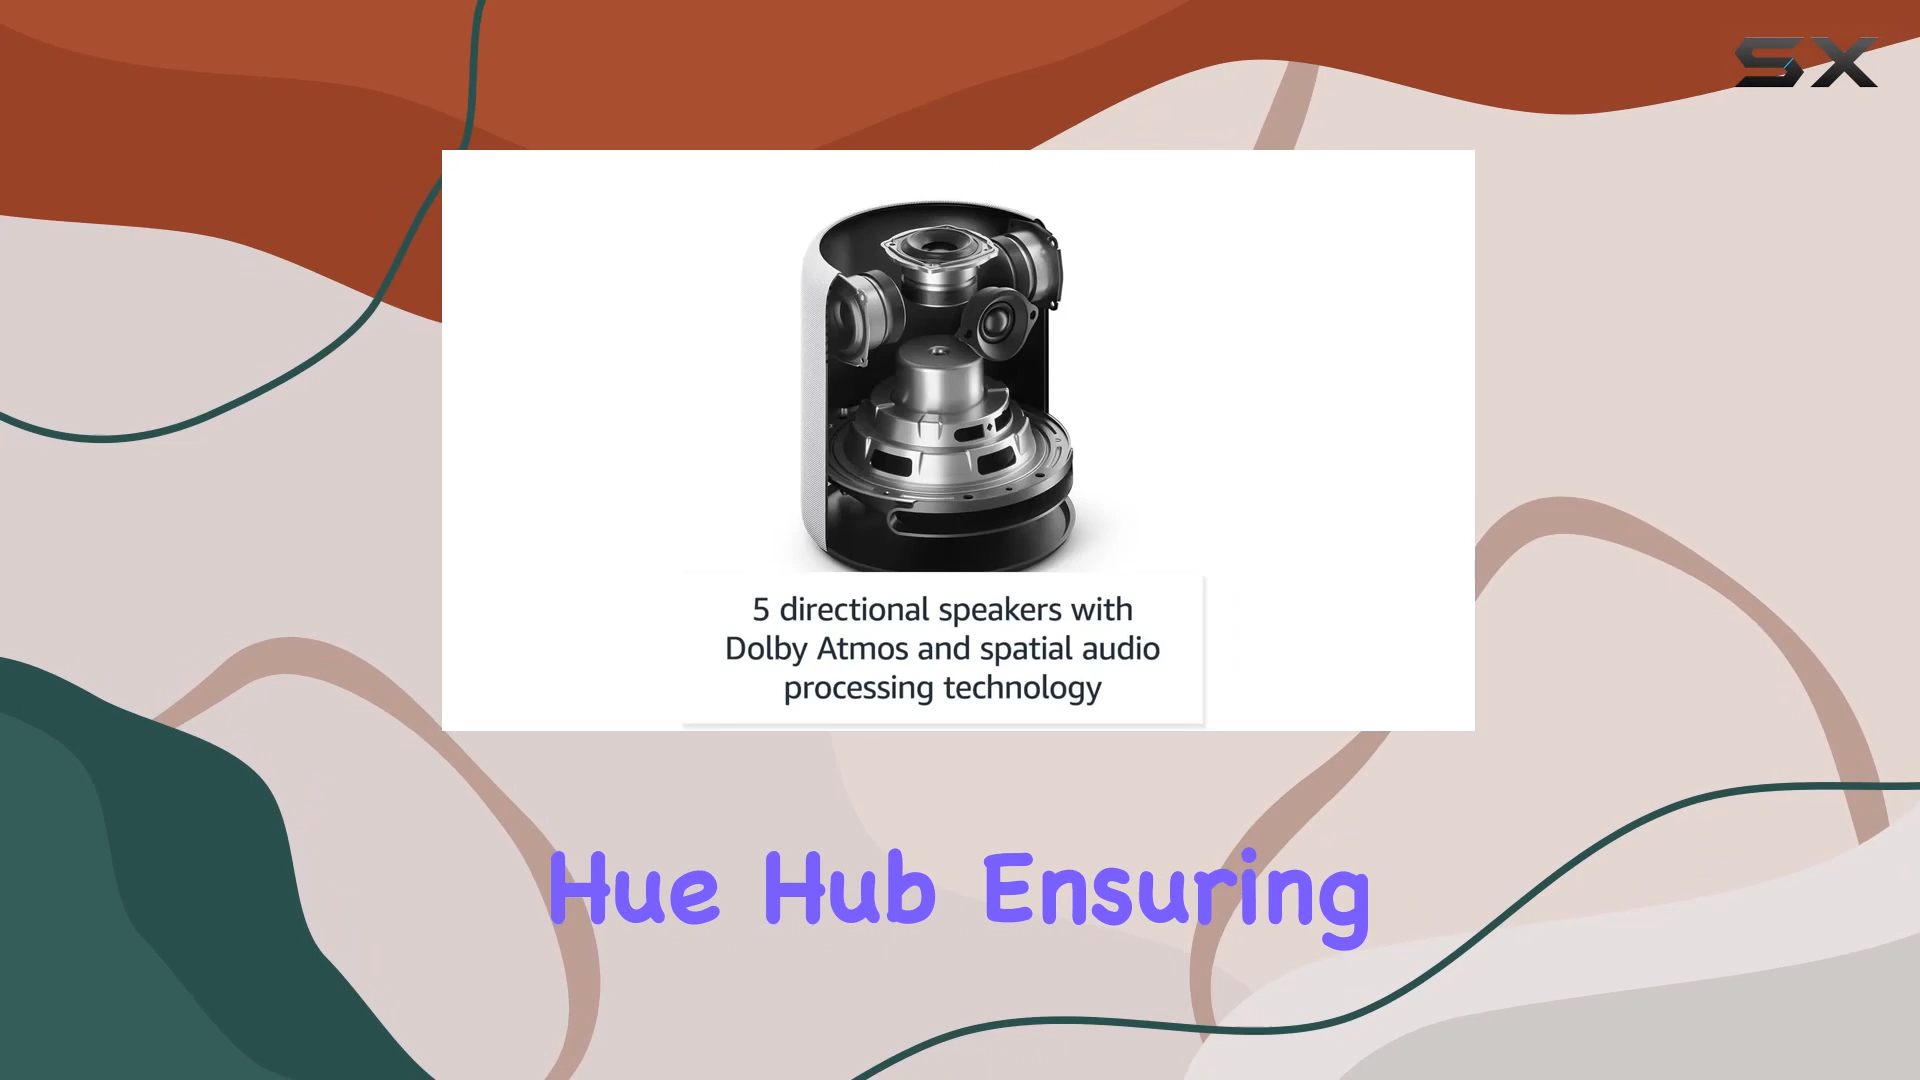 SX
5 directional speakers with
Dolby Atmos and spatial audio
processing technology
Hue Hub Ensuring